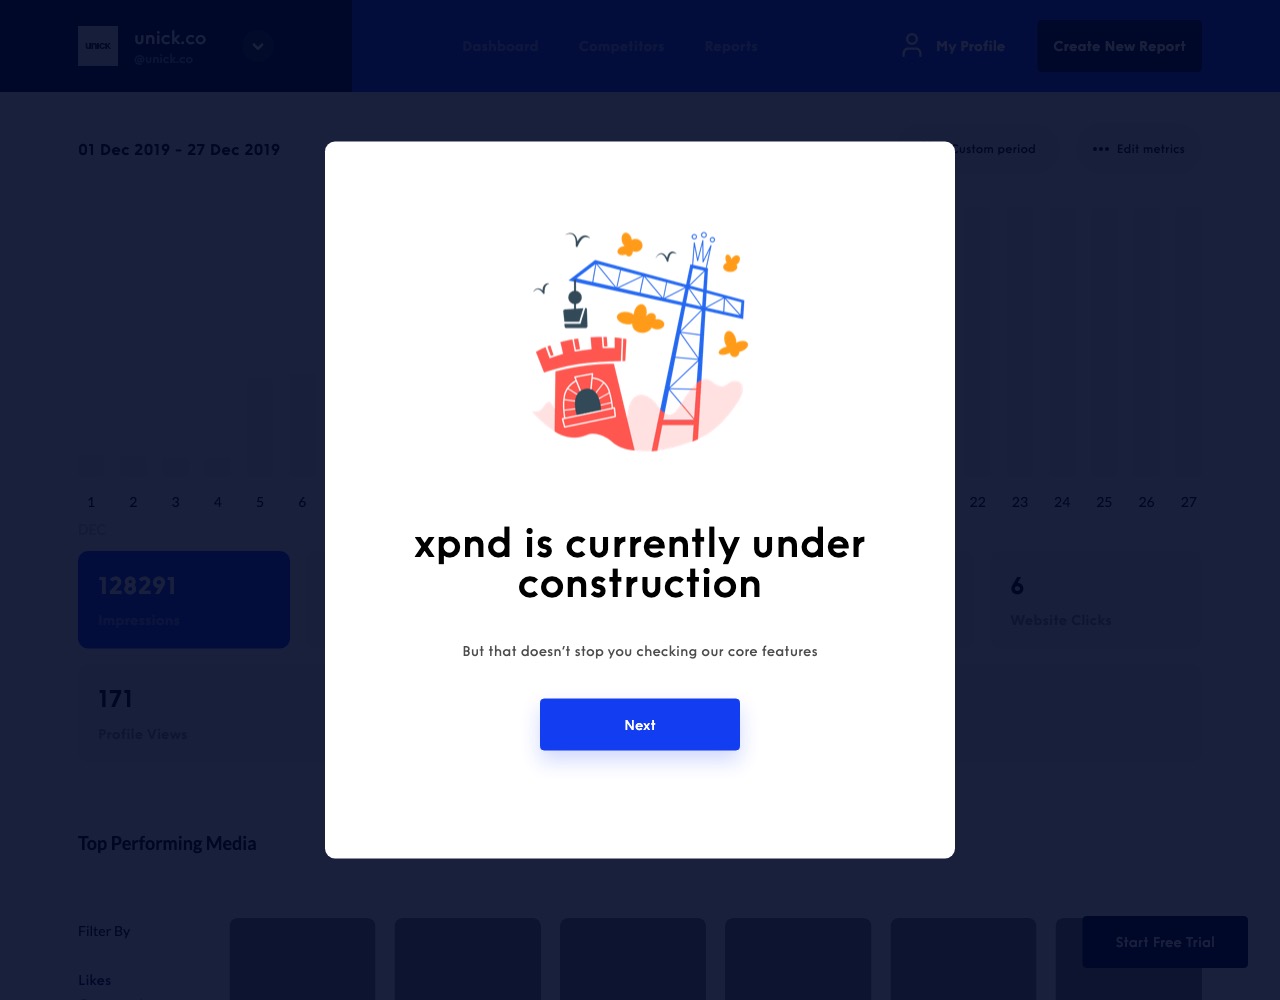 unick
unick.co
@unick.co
Dashboard
Competitors
Reports
My Profile
Create New Report
01 Dec 2019 - 27 Dec 2019
Custom period
Edit metrics
1 2 3 4 5 6
22 23 24 25 26 27
DEC
xpnd is currently under
construction
But that doesn't stop you checking our core features
Next
128291
Impressions
6
Website Clicks
171
Profile Views
Top Performing Media
Filter By
Likes
Start Free Trial